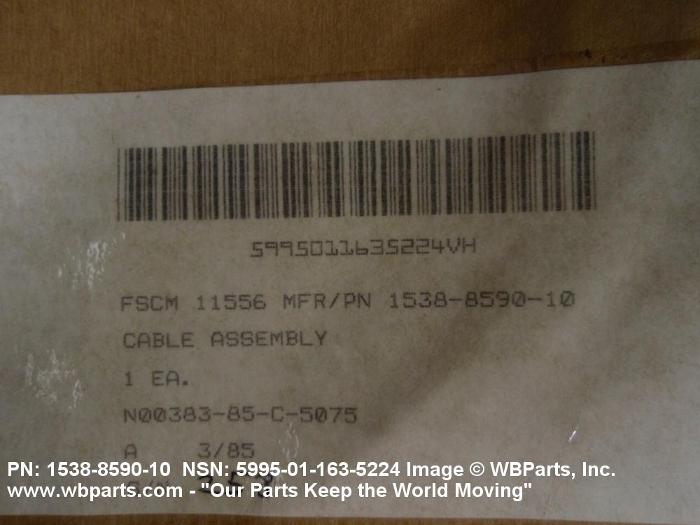 5995011635224VH
FSCM 11556 MFR/PN 1538-8590-10
CABLE ASSEMBLY
1 EA.
N00383-85-C-5075
A 3/85
PN: 1538-8590-10 NSN: 5995-01-163-5224 Image © WBParts, Inc.
www.wbparts.com - "Our Parts Keep the World Moving"